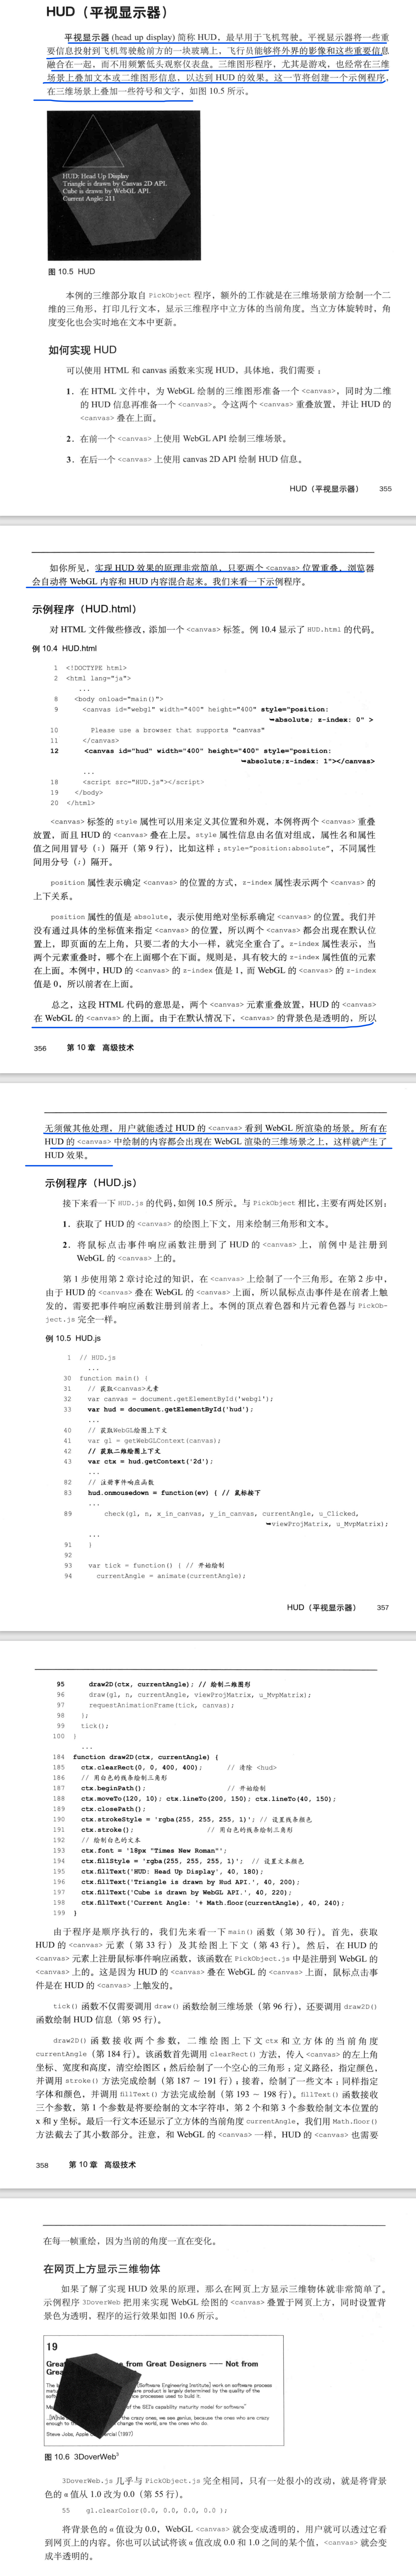 HUD（平视显示器）
平视显示器 (head up display) 简称 HUD，最早用于飞机驾驶。平视显示器将一些重
要信息投射到飞机驾驶舱前方的一块玻璃上，飞行员能够将外界的影像和这些重要信息
融合在一起，而不用频繁低头观察仪表盘。三维图形程序，尤其是游戏，也经常在三维
场景上叠加文本或二维图形信息，以达到 HUD 的效果。这一节将创建一个示例程序，
在三维场景上叠加一些符号和文字，如图 10.5 所示。
HUD: Head Up Display
Triangle is drawn by Canvas 2D API.
Cube is drawn by WebGL API.
Current Angle: 211
图 10.5 HUD
本例的三维部分取自 PickObject 程序，额外的工作就是在三维场景前方绘制一个二
维的三角形，打印几行文本，显示三维程序中立方体的当前角度。当立方体旋转时，角
度变化也会实时地在文本中更新。
如何实现 HUD
可以使用 HTML 和 canvas 函数来实现 HUD，具体地，我们需要：
1. 在 HTML 文件中，为 WebGL 绘制的三维图形准备一个 <canvas>，同时为二维
的 HUD 信息再准备一个 <canvas>。令这两个 <canvas> 重叠放置，并让 HUD 的
<canvas> 叠在上面。
2. 在前一个 <canvas> 上使用 WebGL API 绘制三维场景。
3. 在后一个 <canvas> 上使用 canvas 2D API 绘制 HUD 信息。
HUD（平视显示器） 355
如你所见，实现 HUD 效果的原理非常简单，只要两个 <canvas> 位置重叠，浏览器
会自动将 WebGL 内容和 HUD 内容混合起来。我们来看一下示例程序。
示例程序（HUD.html）
对 HTML 文件做些修改，添加一个 <canvas> 标签。例 10.4 显示了 HUD.html 的代码。
例 10.4 HUD.html
1 <!DOCTYPE html>
2 <html lang="ja">
...
8 <body onload="main()">
9 <canvas id="webgl" width="400" height="400" style="position:
➥absolute; z-index: 0" >
10 Please use a browser that supports "canvas"
11 </canvas>
12 <canvas id="hud" width="400" height="400" style="position:
➥absolute;z-index: 1"></canvas>
...
18 <script src="HUD.js"></script>
19 </body>
20 </html>
<canvas> 标签的 style 属性可以用来定义其位置和外观，本例将两个 <canvas> 重叠
放置，而且 HUD 的 <canvas> 叠在上层。style 属性信息由名值对组成，属性名和属性
值之间用冒号（:）隔开（第 9 行），比如这样：style="position:absolute"，不同属性
间用分号（;）隔开。
position 属性表示确定 <canvas> 的位置的方式，z-index 属性表示两个 <canvas> 的
上下关系。
position 属性的值是 absolute，表示使用绝对坐标系确定 <canvas> 的位置。我们并
没有通过具体的坐标值来指定 <canvas> 的位置，所以两个 <canvas> 都会出现在默认位
置上，即页面的左上角，只要二者的大小一样，就完全重合了。z-index 属性表示，当
两个元素重叠时，哪个在上面哪个在下面。规则是，具有较大的 z-index 属性值的元素
在上面。本例中，HUD 的 <canvas> 的 z-index 值是 1，而 WebGL 的 <canvas> 的 z-index
值是 0，所以前者在上面。
总之，这段 HTML 代码的意思是，两个 <canvas> 元素重叠放置，HUD 的 <canvas>
在 WebGL 的 <canvas> 的上面。由于在默认情况下，<canvas> 的背景色是透明的，所以
356 第 10 章 高级技术
无须做其他处理，用户就能透过 HUD 的 <canvas> 看到 WebGL 所渲染的场景。所有在
HUD 的 <canvas> 中绘制的内容都会出现在 WebGL 渲染的三维场景之上，这样就产生了
HUD 效果。
示例程序（HUD.js）
接下来看一下 HUD.js 的代码，如例 10.5 所示。与 PickObject 相比，主要有两处区别：
1. 获取了 HUD 的 <canvas> 的绘图上下文，用来绘制三角形和文本。
2. 将鼠标点击事件响应函数注册到了 HUD 的 <canvas> 上，前例中是注册到
WebGL 的 <canvas> 上的。
第 1 步使用第 2 章讨论过的知识，在 <canvas> 上绘制了一个三角形。在第 2 步中，
由于 HUD 的 <canvas> 叠在 WebGL 的 <canvas> 上面，所以鼠标点击事件是在前者上触
发的，需要把事件响应函数注册到前者上。本例的顶点着色器和片元着色器与 PickOb-
ject.js 完全一样。
例 10.5 HUD.js
1 // HUD.js
...
30 function main() {
31 // 获取<canvas>元素
32 var canvas = document.getElementById('webgl');
33 var hud = document.getElementById('hud');
...
40 // 获取WebGL绘图上下文
41 var gl = getWebGLContext(canvas);
42 // 获取二维绘图上下文
43 var ctx = hud.getContext('2d');
...
82 // 注册事件响应函数
83 hud.onmousedown = function(ev) { // 鼠标按下
...
89 check(gl, n, x_in_canvas, y_in_canvas, currentAngle, u_Clicked,
➥viewProjMatrix, u_MvpMatrix);
...
91 }
92
93 var tick = function() { // 开始绘制
94 currentAngle = animate(currentAngle);
HUD（平视显示器） 357
95 draw2D(ctx, currentAngle); // 绘制二维图形
96 draw(gl, n, currentAngle, viewProjMatrix, u_MvpMatrix);
97 requestAnimationFrame(tick, canvas);
98 };
99 tick();
100 }
...
184 function draw2D(ctx, currentAngle) {
185 ctx.clearRect(0, 0, 400, 400); // 清除 <hud>
186 // 用白色的线条绘制三角形
187 ctx.beginPath(); // 开始绘制
188 ctx.moveTo(120, 10); ctx.lineTo(200, 150); ctx.lineTo(40, 150);
189 ctx.closePath();
190 ctx.strokeStyle = 'rgba(255, 255, 255, 1)'; // 设置线条颜色
191 ctx.stroke(); // 用白色的线条绘制三角形
192 // 绘制白色的文本
193 ctx.font = '18px "Times New Roman"';
194 ctx.fillStyle = 'rgba(255, 255, 255, 1)'; // 设置文本颜色
195 ctx.fillText('HUD: Head Up Display', 40, 180);
196 ctx.fillText('Triangle is drawn by Hud API.', 40, 200);
197 ctx.fillText('Cube is drawn by WebGL API.', 40, 220);
198 ctx.fillText('Current Angle: '+ Math.floor(currentAngle), 40, 240);
199 }
由于程序是顺序执行的，我们先来看一下 main() 函数（第 30 行）。首先，获取
HUD 的 <canvas> 元素（第 33 行）及其绘图上下文（第 43 行）。然后，在 HUD 的
<canvas> 元素上注册鼠标事件响应函数，该函数在 PickObject.js 中是注册到 WebGL 的
<canvas> 上的。这是因为 HUD 的 <canvas> 叠在 WebGL 的 <canvas> 上面，鼠标点击事
件是在 HUD 的 <canvas> 上触发的。
tick() 函数不仅需要调用 draw() 函数绘制三维场景（第 96 行），还要调用 draw2D()
函数绘制 HUD 信息（第 95 行）。
draw2D() 函数接收两个参数，二维绘图上下文 ctx 和立方体的当前角度
currentAngle（第 184 行）。该函数首先调用 clearRect() 方法，传入 <canvas> 的左上角
坐标、宽度和高度，清空绘图区；然后绘制了一个空心的三角形：定义路径，指定颜色，
并调用 stroke() 方法完成绘制（第 187 ~ 191 行）；接着，绘制了一些文本：同样指定
字体和颜色，并调用 fillText() 方法完成绘制（第 193 ~ 198 行）。fillText() 函数接收
三个参数，第 1 个参数是将要绘制的文本字符串，第 2 个和第 3 个参数绘制文本位置的
x 和 y 坐标。最后一行文本还显示了立方体的当前角度 currentAngle。我们用 Math.floor()
方法截去了其小数部分。注意，和 WebGL 的 <canvas> 一样，HUD 的 <canvas> 也需要
358 第 10 章 高级技术
在每一帧重绘，因为当前的角度一直在变化。
在网页上方显示三维物体
如果了解了实现 HUD 效果的原理，那么在网页上方显示三维物体就非常简单了。
示例程序 3DoverWeb 把用来实现 WebGL 绘图的 <canvas> 叠置于网页上方，同时设置背
景色为透明，程序的运行效果如图 10.6 所示。
19
from Great Designers --- Not from
图 10.6 3DoverWeb³
3DoverWeb.js 几乎与 PickObject.js 完全相同，只有一处很小的改动，就是将背景
色的 α 值从 1.0 改为 0.0（第 55 行）。
55 gl.clearColor(0.0, 0.0, 0.0, 0.0 );
将背景色的 α 值设为 0.0，WebGL <canvas> 就会变成透明的，用户就可以透过它看
到网页上的内容。你也可以试试将该 α 值改成 0.0 和 1.0 之间的某个值，<canvas> 就会变
成半透明的。